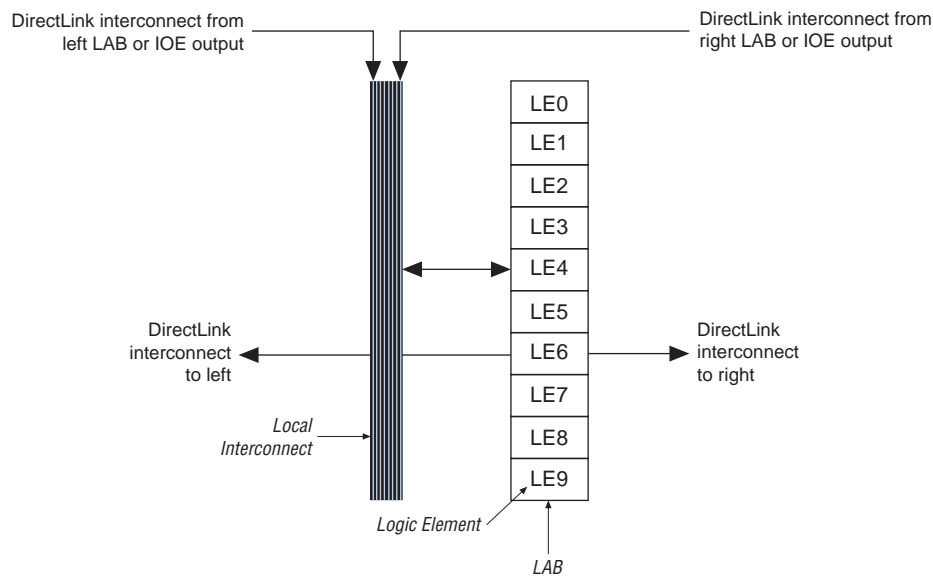 DirectLink interconnect from
left LAB or IOE output
DirectLink interconnect from
right LAB or IOE output
LE0
LE1
LE2
LE3
LE4
LE5
LE6
LE7
LE8
LE9
DirectLink
interconnect
to left
DirectLink
interconnect
to right
Local
Interconnect
Logic Element
LAB